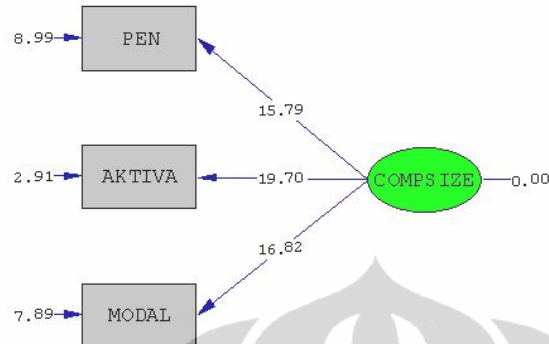 8.99 PEN
15.79
2.91 AKTIVA 19.70 COMPSIZE 0.00
16.82
7.89 MODAL